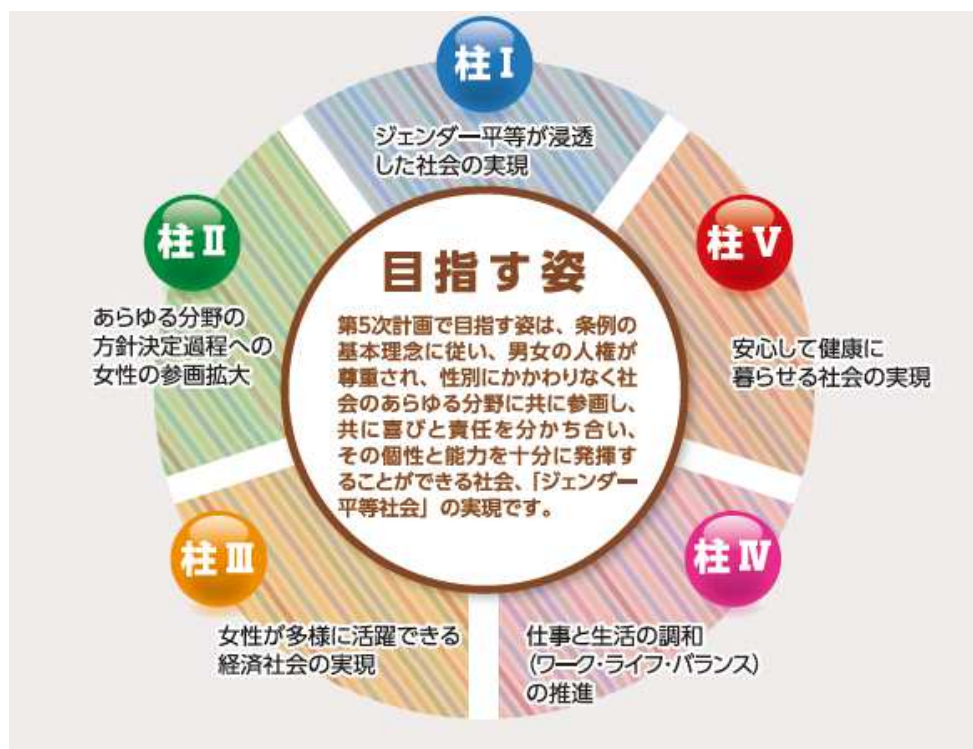 柱Ⅰ
ジェンダー平等が浸透
した社会の実現
柱Ⅱ
あらゆる分野の
方針決定過程への
女性の参画拡大
柱Ⅲ
女性が多様に活躍できる
経済社会の実現
柱Ⅳ
仕事と生活の調和
(ワーク・ライフ・バランス)
の推進
柱Ⅴ
安心して健康に
暮らせる社会の実現
目指す姿
第5次計画で目指す姿は、条例の
基本理念に従い、男女の人権が
尊重され、性別にかかわりなく社
会のあらゆる分野に共に参画し、
共に喜びと責任を分かち合い、
その個性と能力を十分に発揮す
ることができる社会、「ジェンダー
平等社会」の実現です。